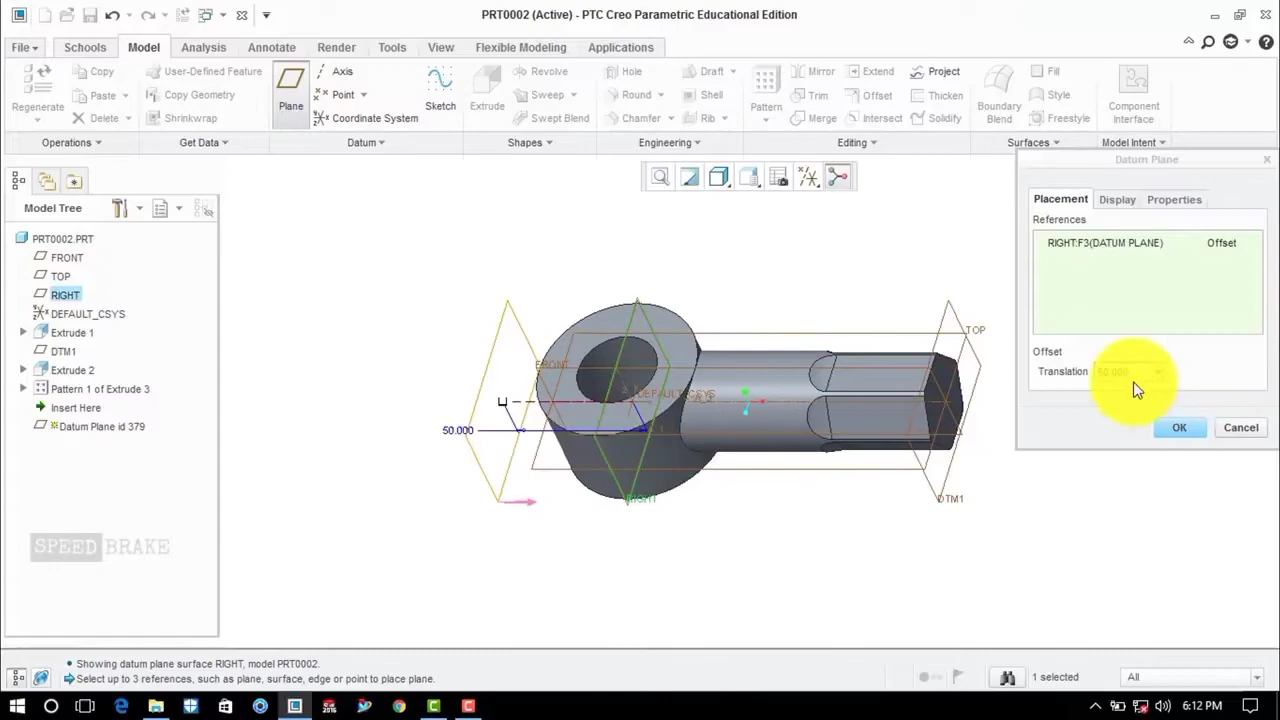 PRT0002 (Active) - PTC Creo Parametric Educational Edition
File Schools Model Analysis Annotate Render Tools View Flexible Modeling Applications
Regenerate
Copy
Paste
Delete
Operations
User-Defined Feature
Copy Geometry
Shrinkwrap
Get Data
Plane
Axis
Point
Coordinate System
Sketch
Datum
Extrude
Revolve
Sweep
Swept Blend
Shapes
Hole
Round
Chamfer
Draft
Shell
Rib
Engineering
Pattern
Mirror
Trim
Merge
Extend
Offset
Intersect
Project
Thicken
Solidify
Editing
Boundary
Blend
Fill
Style
Freestyle
Surfaces
Component
Interface
Model Intent
Model Tree
PRT0002.PRT
FRONT
TOP
RIGHT
DEFAULT_CSYS
Extrude 1
DTM1
Extrude 2
Pattern 1 of Extrude 3
Insert Here
Datum Plane id 379
SPEED BRAKE
TOP
FRONT
DEFAULT_CSYS
50.000
RIGHT
DTM1
Datum Plane
Placement Display Properties
References
RIGHT:F3(DATUM PLANE) Offset
Offset
Translation 50.000
OK Cancel
• Showing datum plane surface RIGHT, model PRT0002.
Select up to 3 references, such as plane, surface, edge or point to place plane.
1 selected
All
2016
6:12 PM